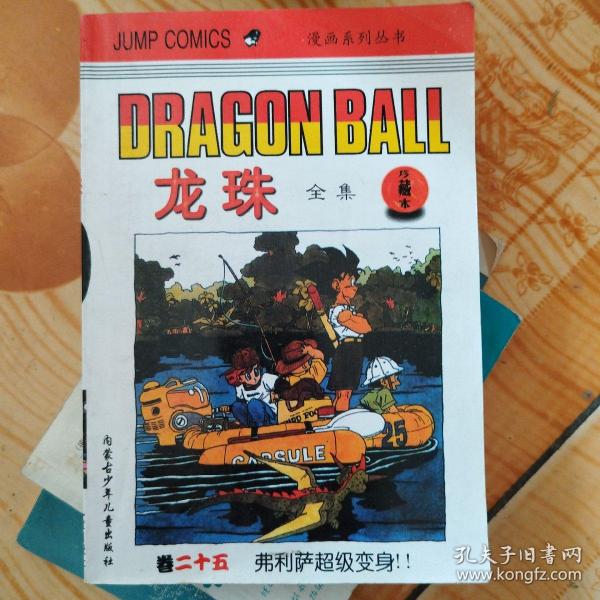 JUMP COMICS 漫画系列丛书
DRAGON BALL
龙珠 全集 珍藏本
25
CAPSULE
内蒙古少年儿童出版社
卷二十五 弗利萨超级变身!!
孔夫子旧书网
www.kongfz.com